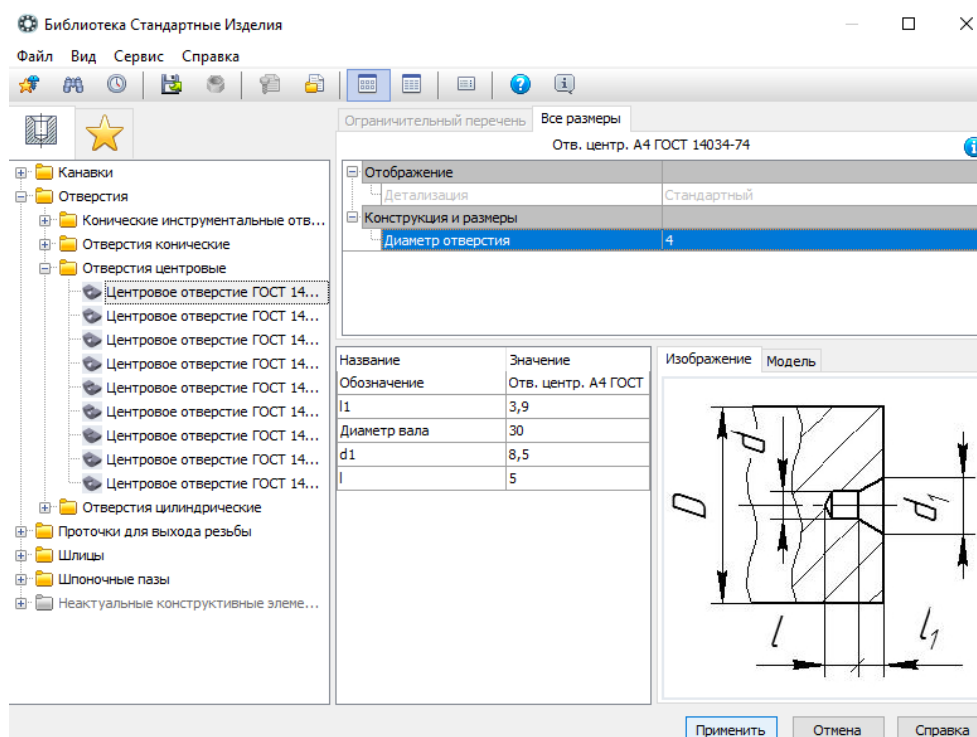 Библиотека Стандартные Изделия
Файл Вид Сервис Справка
Ограничительный перечень Все размеры
Отв. центр. А4 ГОСТ 14034-74
Отображение
Детализация Стандартный
Конструкция и размеры
Диаметр отверстия 4
Канавки
Отверстия
Конические инструментальные отв...
Отверстия конические
Отверстия центровые
Центровое отверстие ГОСТ 14...
Центровое отверстие ГОСТ 14...
Центровое отверстие ГОСТ 14...
Центровое отверстие ГОСТ 14...
Центровое отверстие ГОСТ 14...
Центровое отверстие ГОСТ 14...
Центровое отверстие ГОСТ 14...
Центровое отверстие ГОСТ 14...
Центровое отверстие ГОСТ 14...
Отверстия цилиндрические
Проточки для выхода резьбы
Шлицы
Шпоночные пазы
Неактуальные конструктивные элеме...
Название Значение
Обозначение Отв. центр. А4 ГОСТ
l1 3,9
Диаметр вала 30
d1 8,5
l 5
Изображение Модель
d
D
d1
l
l1
Применить Отмена Справка